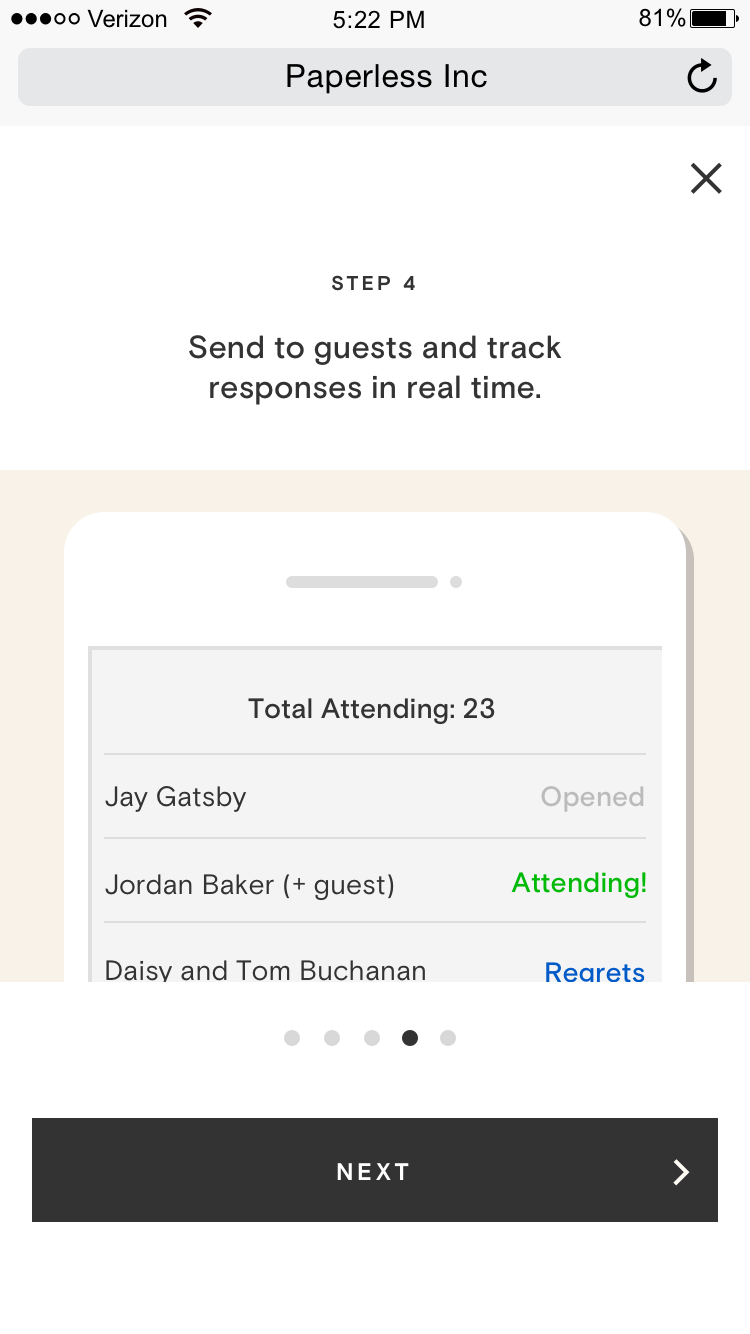 Verizon 5:22 PM 81%
Paperless Inc
STEP 4
Send to guests and track
responses in real time.
Total Attending: 23
Jay Gatsby Opened
Jordan Baker (+ guest) Attending!
Daisy and Tom Buchanan Regrets
NEXT